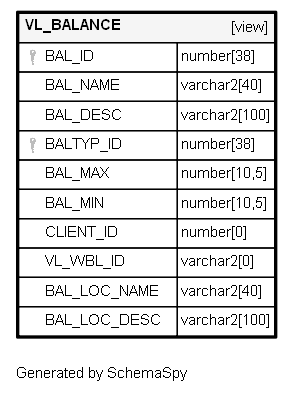 VL_BALANCE [view]
BAL_ID number[38]
BAL_NAME varchar2[40]
BAL_DESC varchar2[100]
BALTYP_ID number[38]
BAL_MAX number[10,5]
BAL_MIN number[10,5]
CLIENT_ID number[0]
VL_WBL_ID varchar2[0]
BAL_LOC_NAME varchar2[40]
BAL_LOC_DESC varchar2[100]
Generated by SchemaSpy